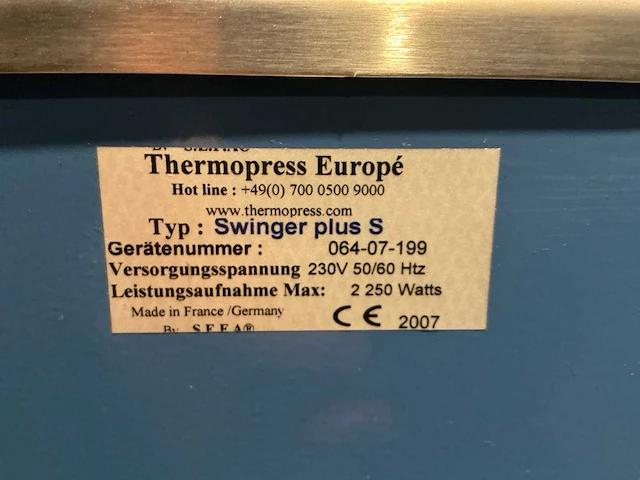 Thermopress Europé
Hot line : +49(0) 700 0500 9000
www.thermopress.com
Typ : Swinger plus S
Gerätenummer : 064-07-199
Versorgungsspannung 230V 50/60 Htz
Leistungsaufnahme Max: 2 250 Watts
Made in France /Germany
CE 2007
By